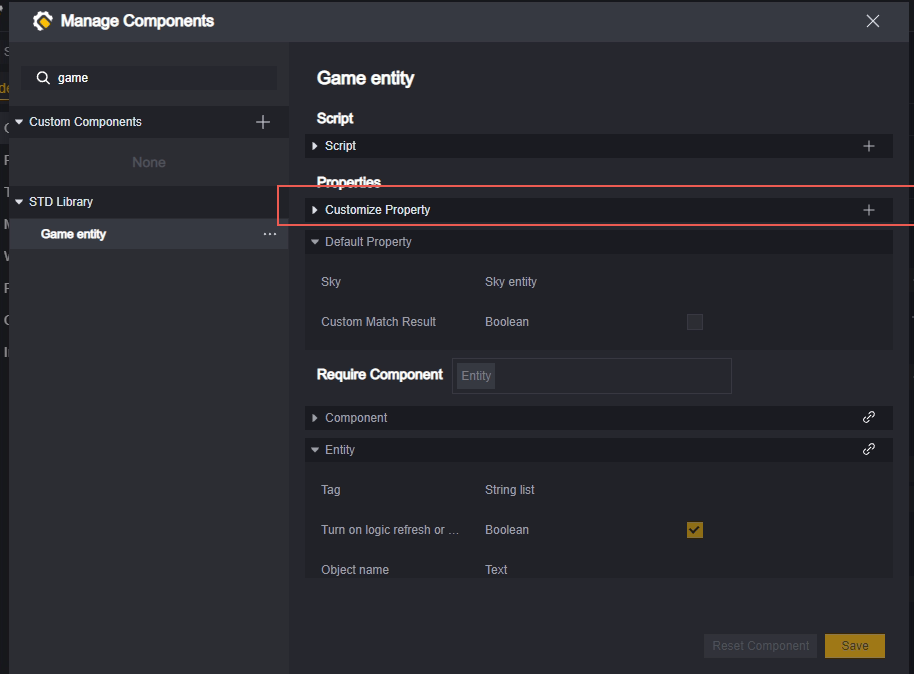 Manage Components
game
Custom Components
None
STD Library
Game entity
Game entity
Script
Script
Properties
Customize Property
Default Property
Sky Sky entity
Custom Match Result Boolean
Require Component Entity
Component
Entity
Tag String list
Turn on logic refresh or ... Boolean
Object name Text
Reset Component Save